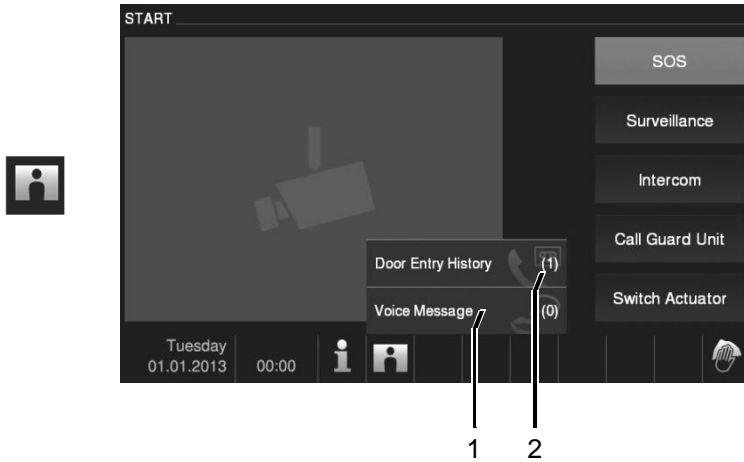 START
SOS
Surveillance
Intercom
Call Guard Unit
Switch Actuator
Door Entry History (1)
Voice Message (0)
Tuesday
01.01.2013 00:00
1 2